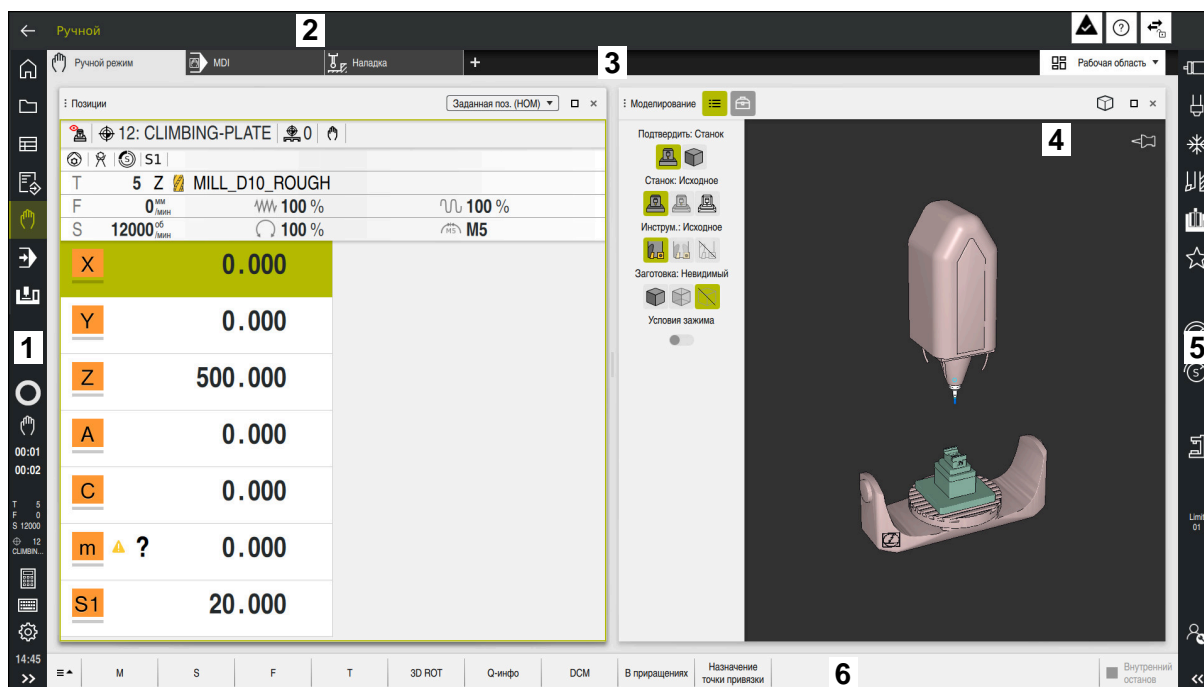 Ручной
2
Ручной режим
MDI
Наладка
+
3
Рабочая область
Позиции
Заданная поз. (НОМ)
12: CLIMBING-PLATE
0
S1
T 5 Z MILL_D10_ROUGH
F 0 мм/мин 100 % 100 %
S 12000 об/мин 100 % M5
X 0.000
Y 0.000
Z 500.000
A 0.000
C 0.000
m ? 0.000
S1 20.000
Моделирование
4
Подтвердить: Станок
Станок: Исходное
Инструм.: Исходное
Заготовка: Невидимый
Условия зажима
1
00:01
00:02
T 5
F 0
S 12000
12
CLIMBIN...
14:45
5
S
Limit
01
M
S
F
T
3D ROT
Q-инфо
DCM
В приращениях
Назначение
точки привязки
6
Внутренний
останов